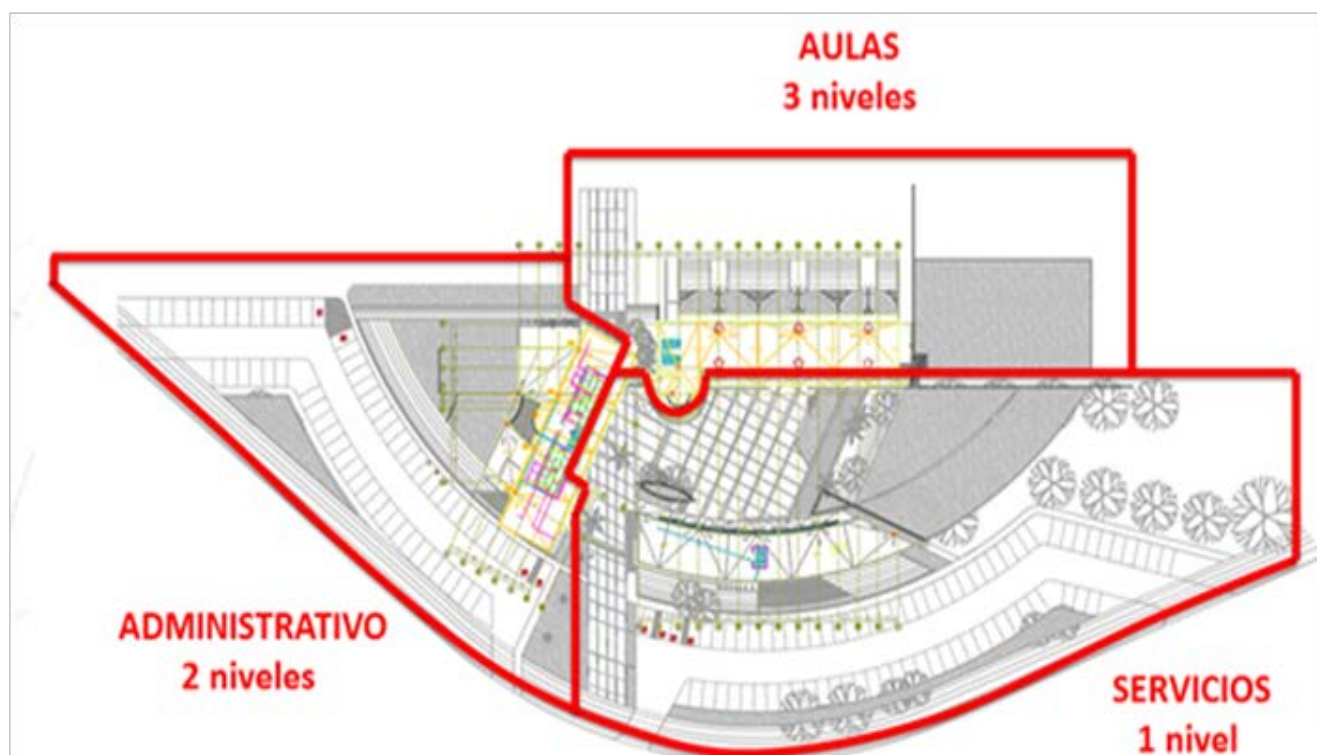 AULAS
3 niveles
ADMINISTRATIVO
2 niveles
SERVICIOS
1 nivel